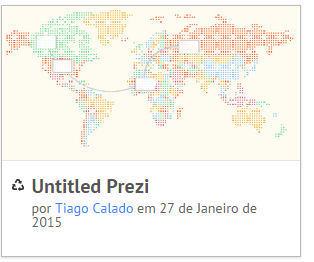 Untitled Prezi
por Tiago Calado em 27 de Janeiro de
2015